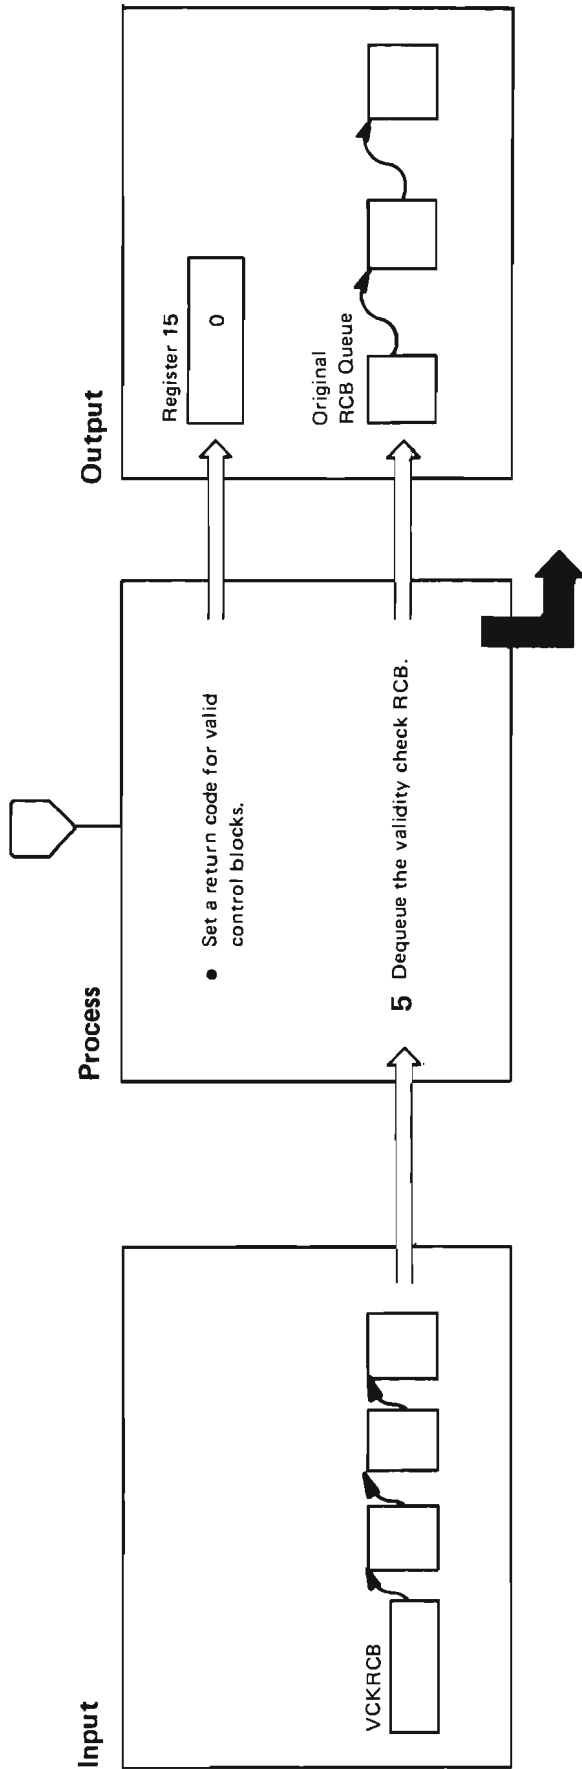 Input
VCKRCB
Process
• Set a return code for valid
control blocks.
5 Dequeue the validity check RCB.
Output
Register 15
0
Original
RCB Queue